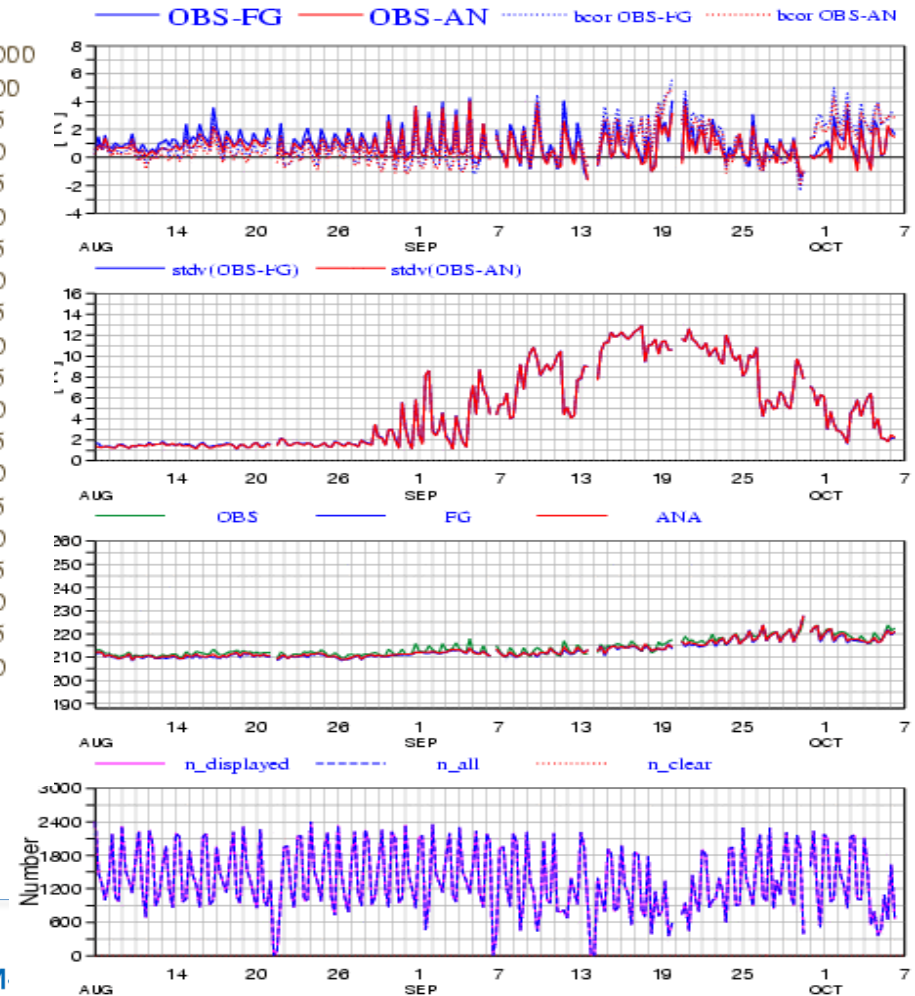 OBS-FG OBS-AN bcor OBS-FG bcor OBS-AN
8
6
4
2
0
-2
-4
14 20 26 1 7 13 19 25 1 7
AUG SEP OCT
stdv(OBS-FG) stdv(OBS-AN)
16
14
12
10
8
6
4
2
0
14 20 26 1 7 13 19 25 1 7
AUG SEP OCT
OBS FG ANA
260
250
240
230
220
210
200
190
14 20 26 1 7 13 19 25 1 7
AUG SEP OCT
n_displayed n_all n_clear
3000
2400
1800
1200
600
0
Number
14 20 26 1 7 13 19 25 1 7
AUG SEP OCT